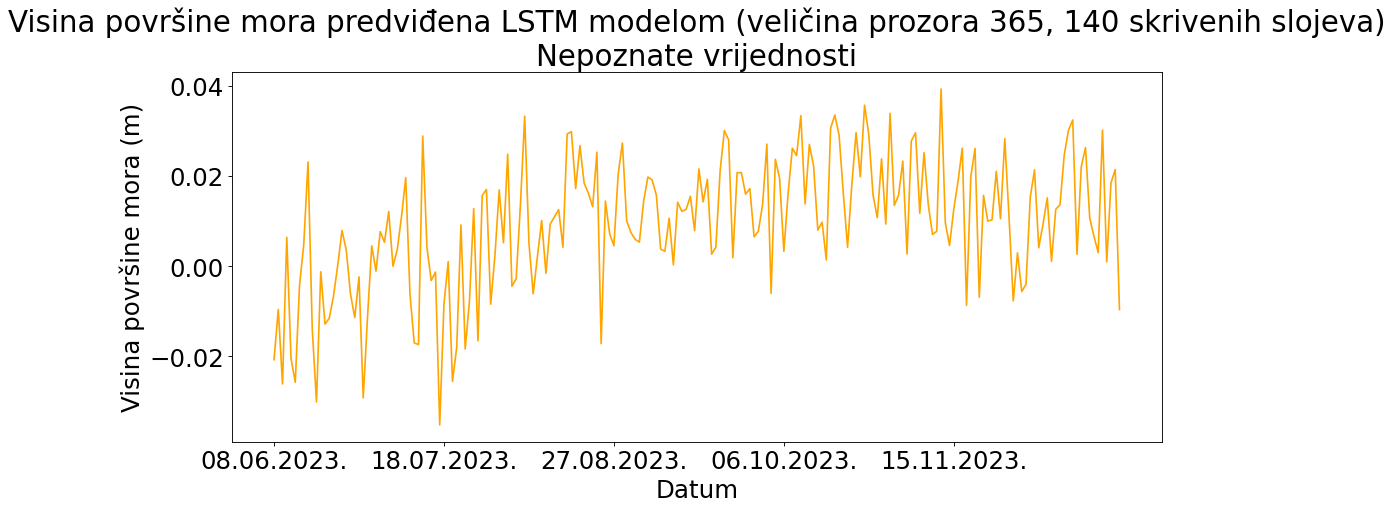 Visina površine mora predviđena LSTM modelom (veličina prozora 365, 140 skrivenih slojeva)
Nepoznate vrijednosti
Visina površine mora (m)
0.04
0.02
0.00
−0.02
08.06.2023. 18.07.2023. 27.08.2023. 06.10.2023. 15.11.2023.
Datum